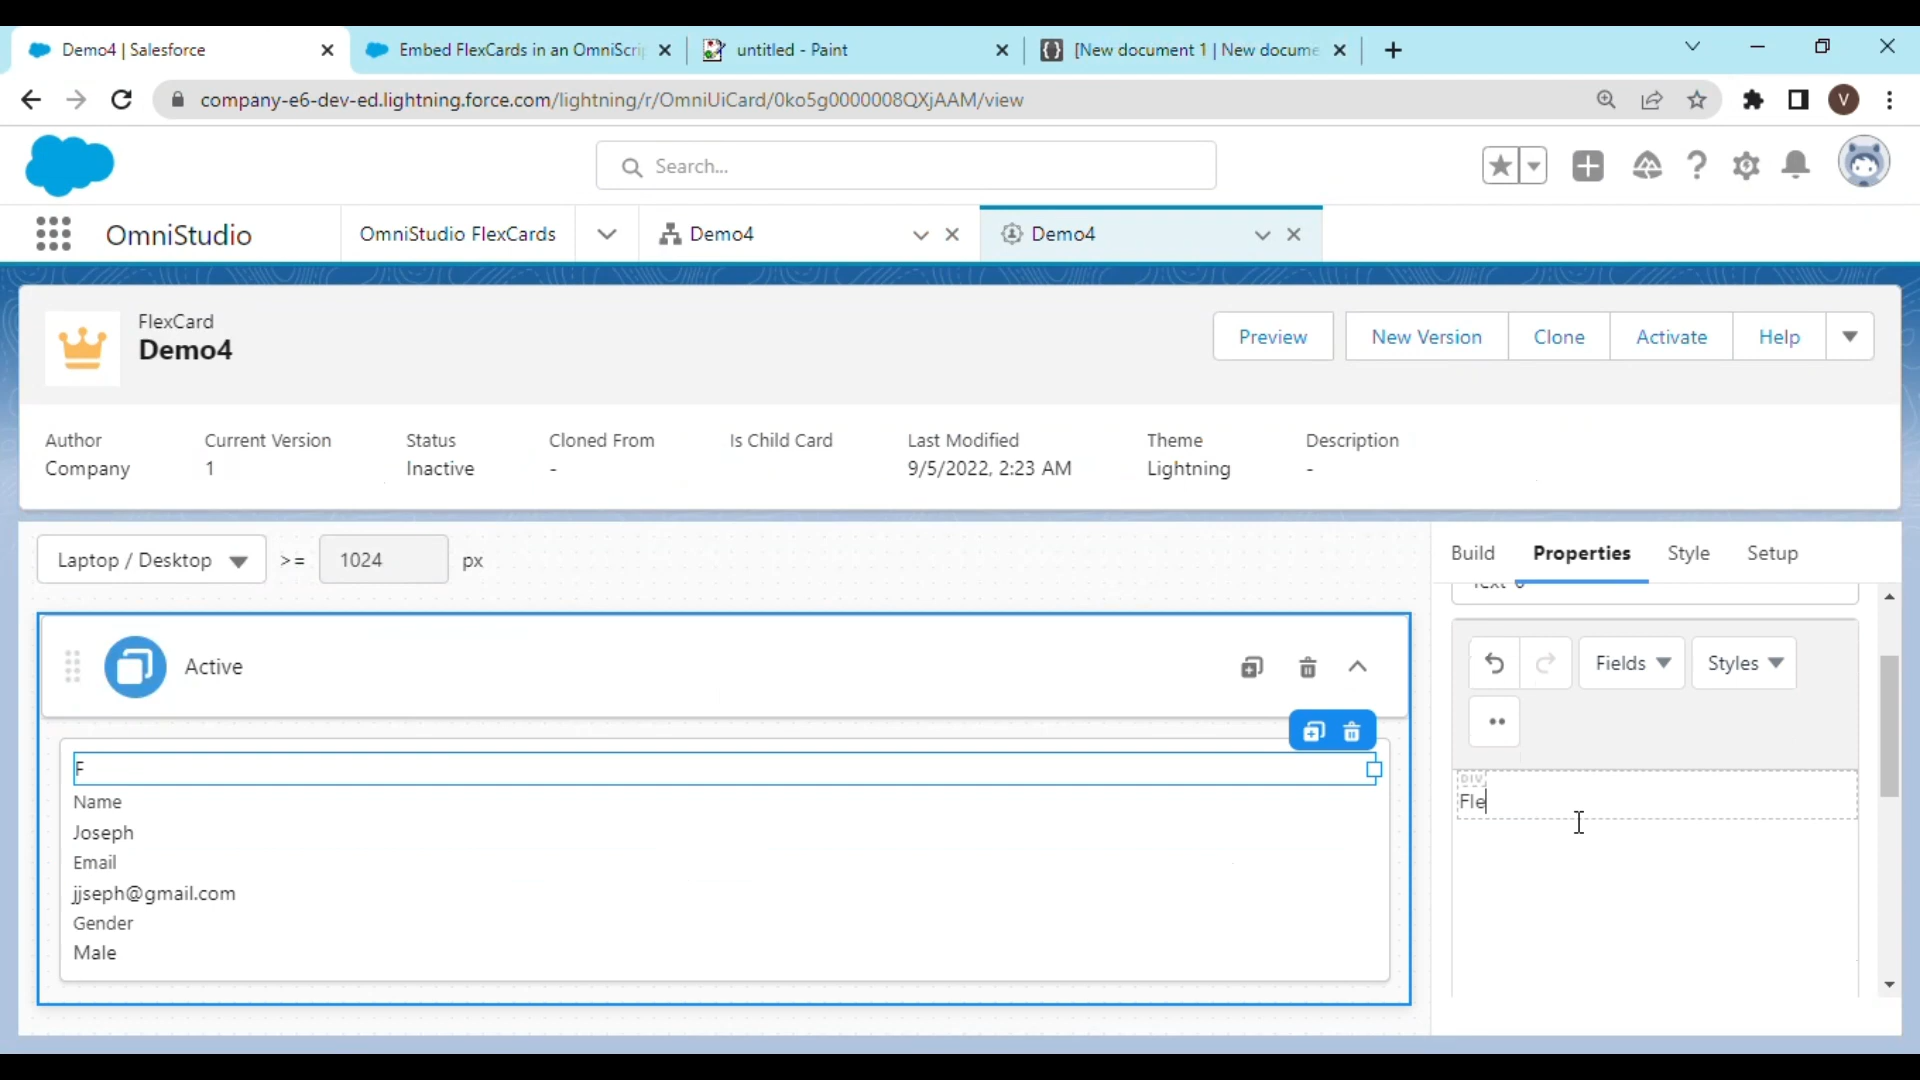 Demo4 | Salesforce
Embed FlexCards in an OmniScri
untitled - Paint
[New document 1 | New docume
company-e6-dev-ed.lightning.force.com/lightning/r/OmniUiCard/0ko5g0000008QXjAAM/view
V
Search...
OmniStudio
OmniStudio FlexCards
Demo4
Demo4
FlexCard
Demo4
Preview
New Version
Clone
Activate
Help
Author
Current Version
Status
Cloned From
Is Child Card
Last Modified
Theme
Description
Company
1
Inactive
-
9/5/2022, 2:23 AM
Lightning
-
Laptop / Desktop
>=
1024
px
Build
Properties
Style
Setup
Active
Fields
Styles
DIV
Fle
F
Name
Joseph
Email
jjseph@gmail.com
Gender
Male